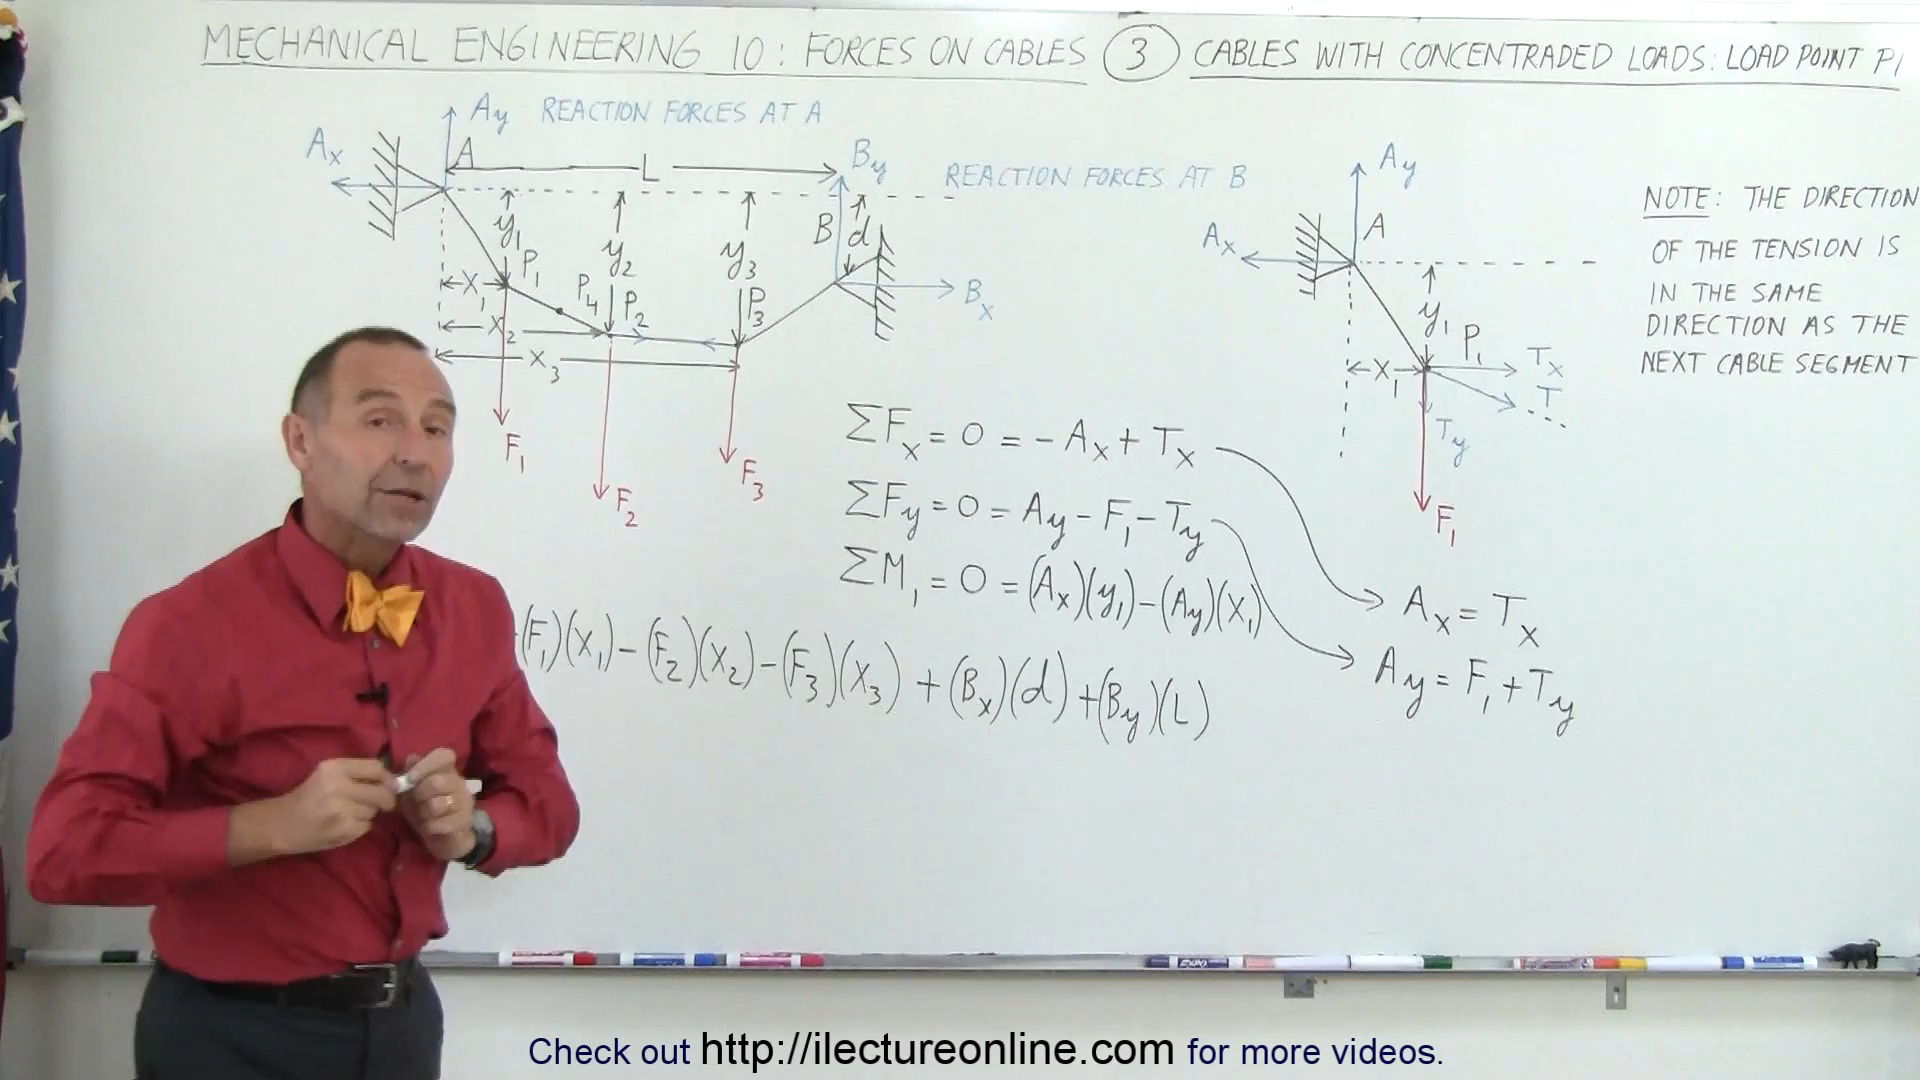 MECHANICAL ENGINEERING 10: FORCES ON CABLES (3) CABLES WITH CONCENTRADED LOADS: LOAD POINT P1
Ay REACTION FORCES AT A
Ax
A
L
By
REACTION FORCES AT B
B
d
Bx
y1
y2
y3
P1
P4
P2
P3
x1
x2
x3
F1
F2
F3
Ay
Ax
A
y1
P1
x1
Tx
T
Ty
F1
NOTE: THE DIRECTION
OF THE TENSION IS
IN THE SAME
DIRECTION AS THE
NEXT CABLE SEGMENT
ΣFx = 0 = -Ax + Tx
ΣFy = 0 = Ay - F1 - Ty
ΣM1 = 0 = (Ax)(y1) - (Ay)(x1)
Ax = Tx
Ay = F1 + Ty
(F1)(x1) - (F2)(x2) - (F3)(x3) + (Bx)(d) + (By)(L)
Check out http://ilectureonline.com for more videos.